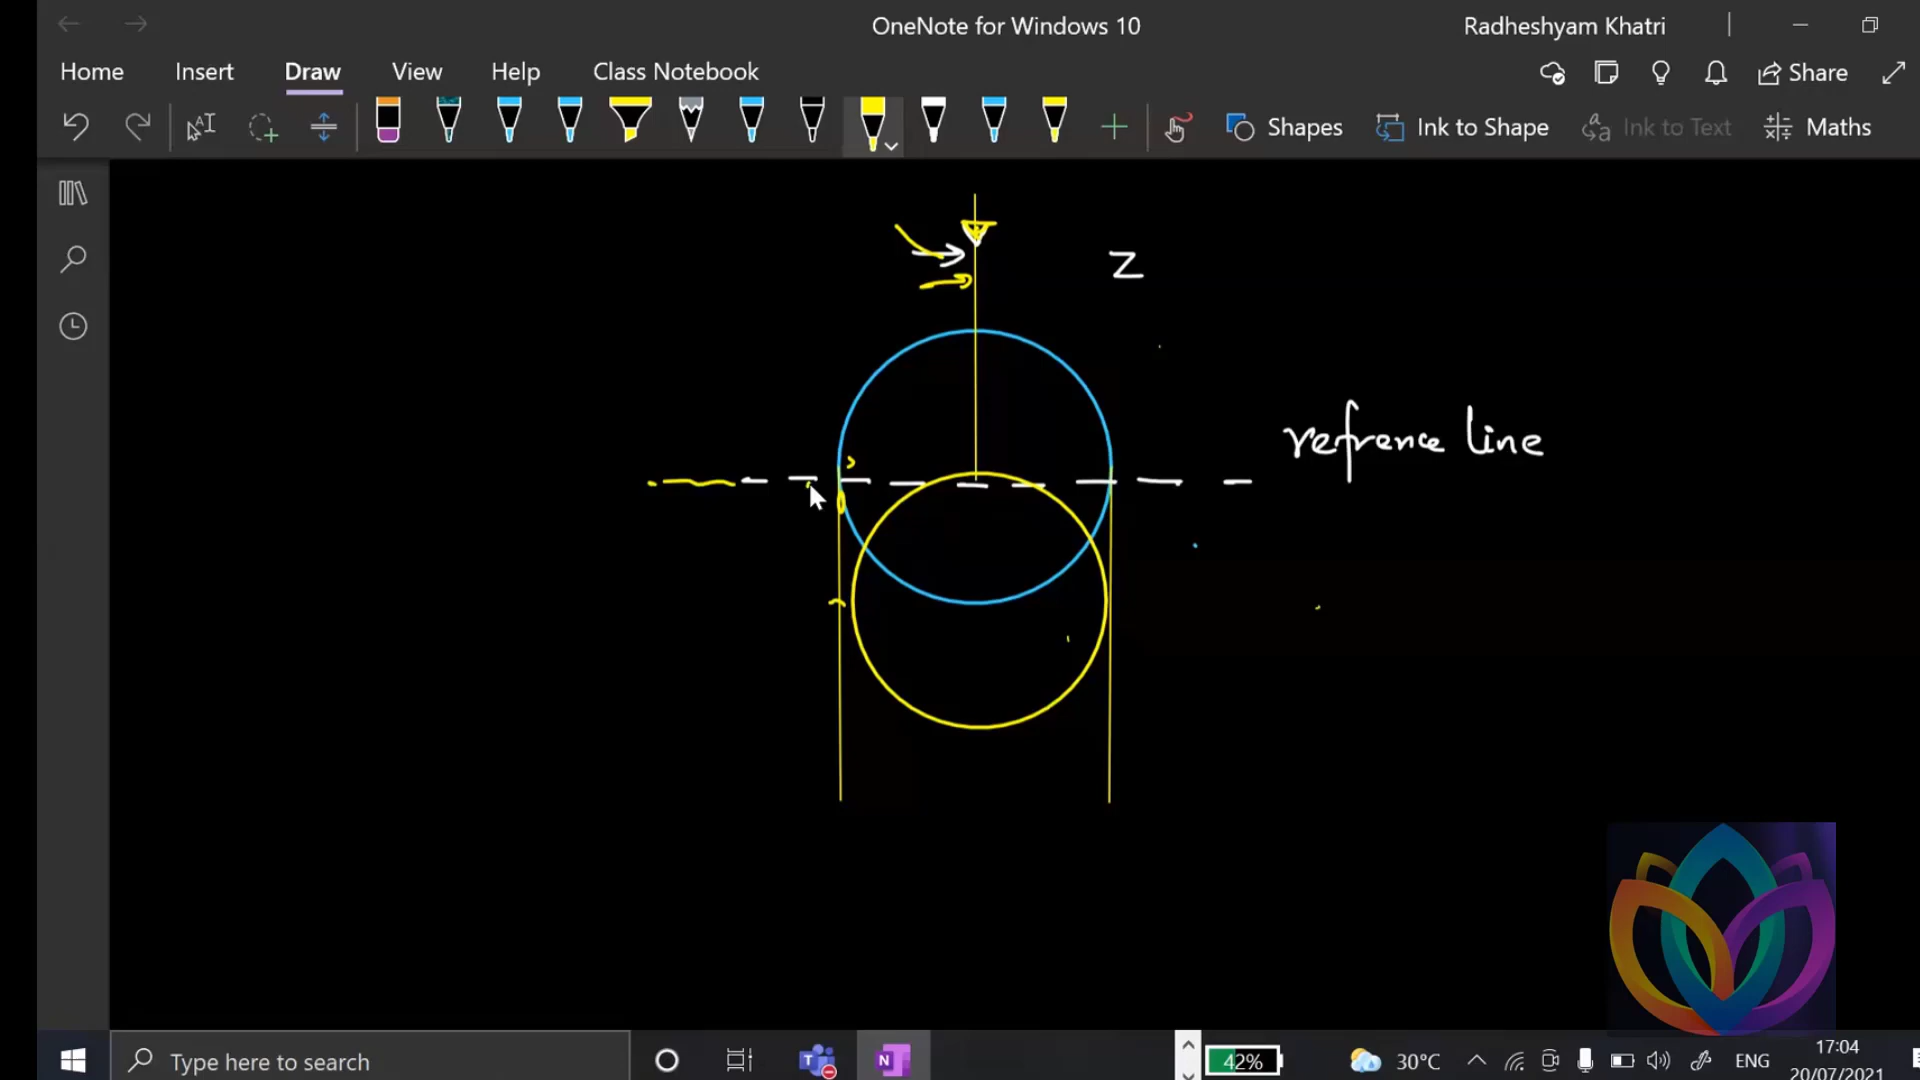 OneNote for Windows 10
Radheshyam Khatri
Home Insert Draw View Help Class Notebook
Share
Shapes Ink to Shape Ink to Text Maths
Z
refrence line
Type here to search
42%
30°C
ENG
17:04
20/07/2021